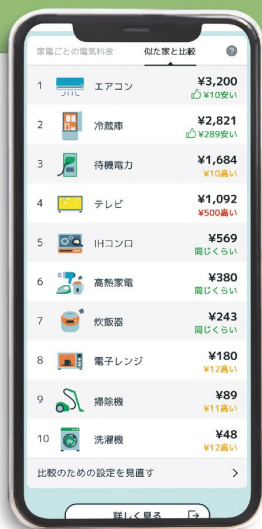 家電ごとの電気料金 似た家と比較 ?
1 エアコン ¥3,200
¥10安い
2 冷蔵庫 ¥2,821
¥289安い
3 待機電力 ¥1,684
¥10高い
4 テレビ ¥1,092
¥500高い
5 IHコンロ ¥569
同じくらい
6 高熱家電 ¥380
同じくらい
7 炊飯器 ¥243
同じくらい
8 電子レンジ ¥180
¥12高い
9 掃除機 ¥89
¥11高い
10 洗濯機 ¥48
¥12高い
比較のための設定を見直す
詳しく見る